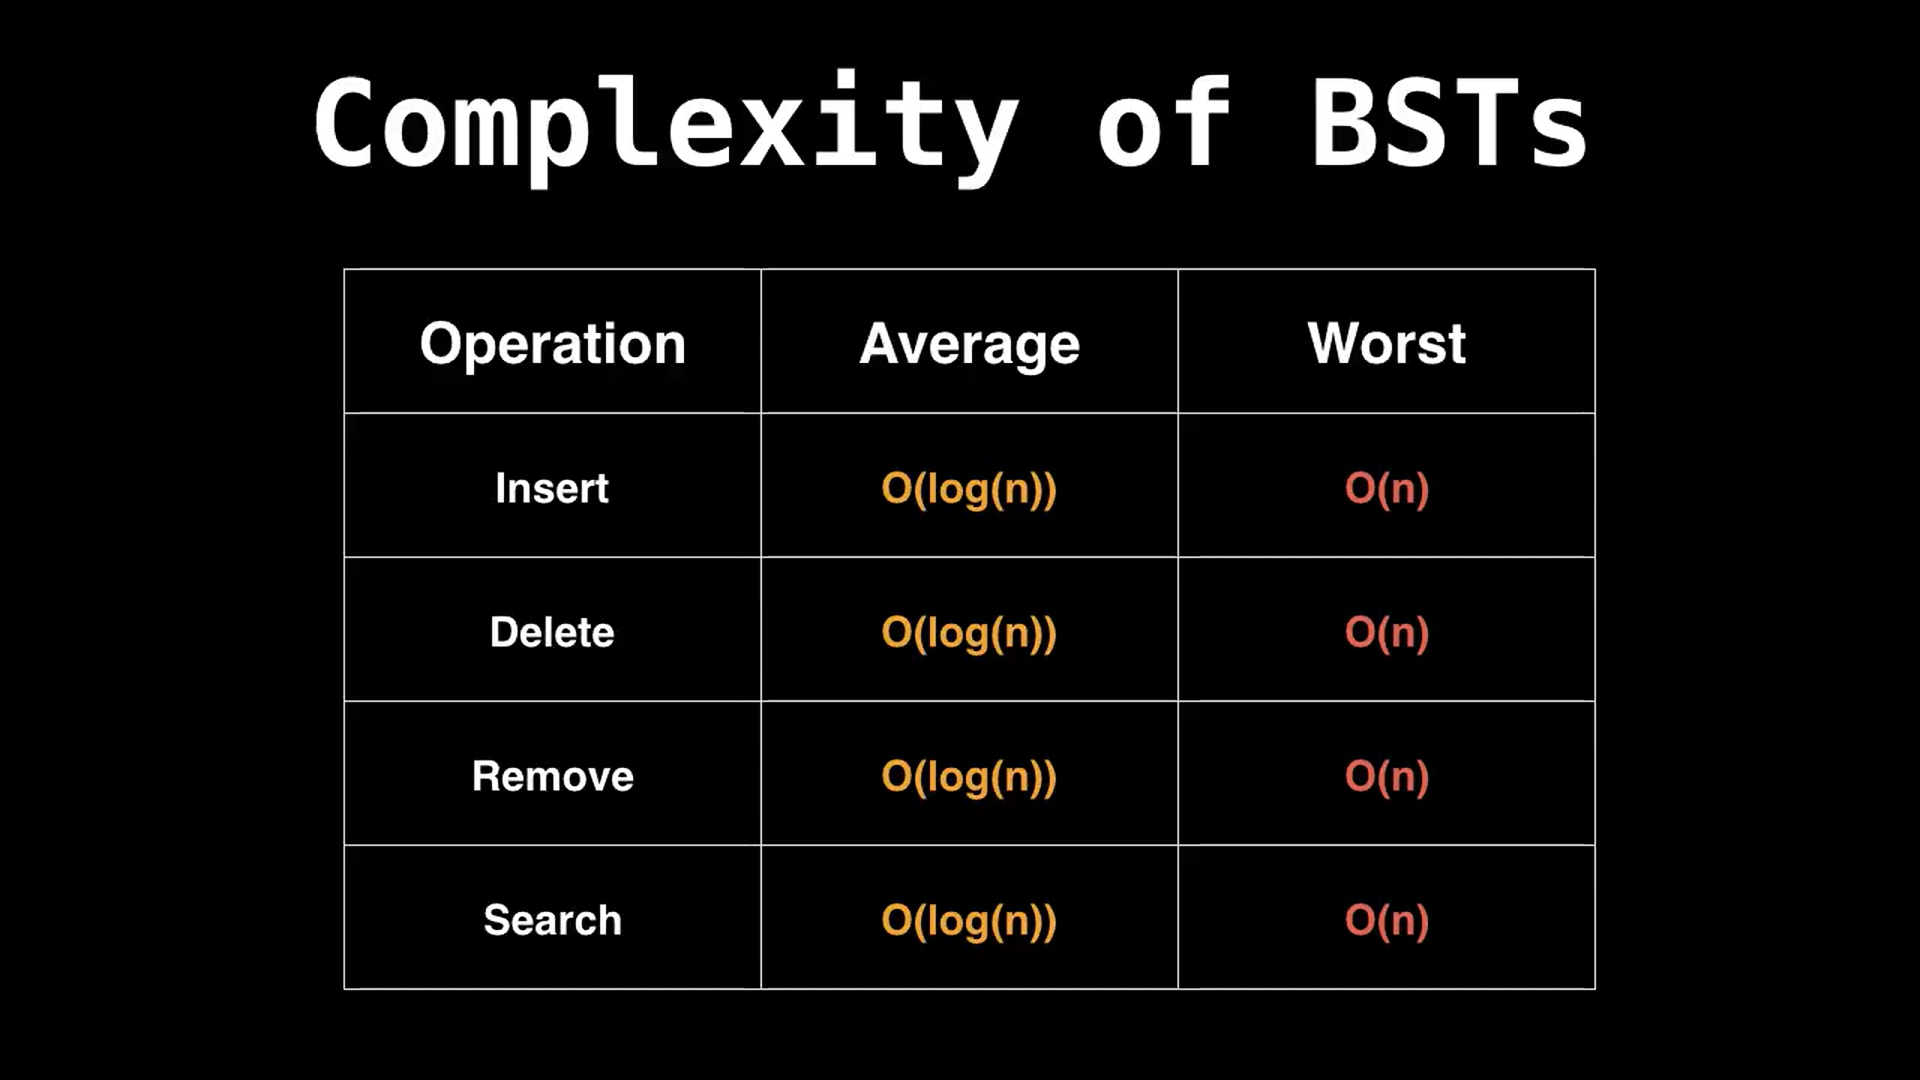 Complexity of BSTs
Operation Average Worst
Insert O(log(n)) O(n)
Delete O(log(n)) O(n)
Remove O(log(n)) O(n)
Search O(log(n)) O(n)